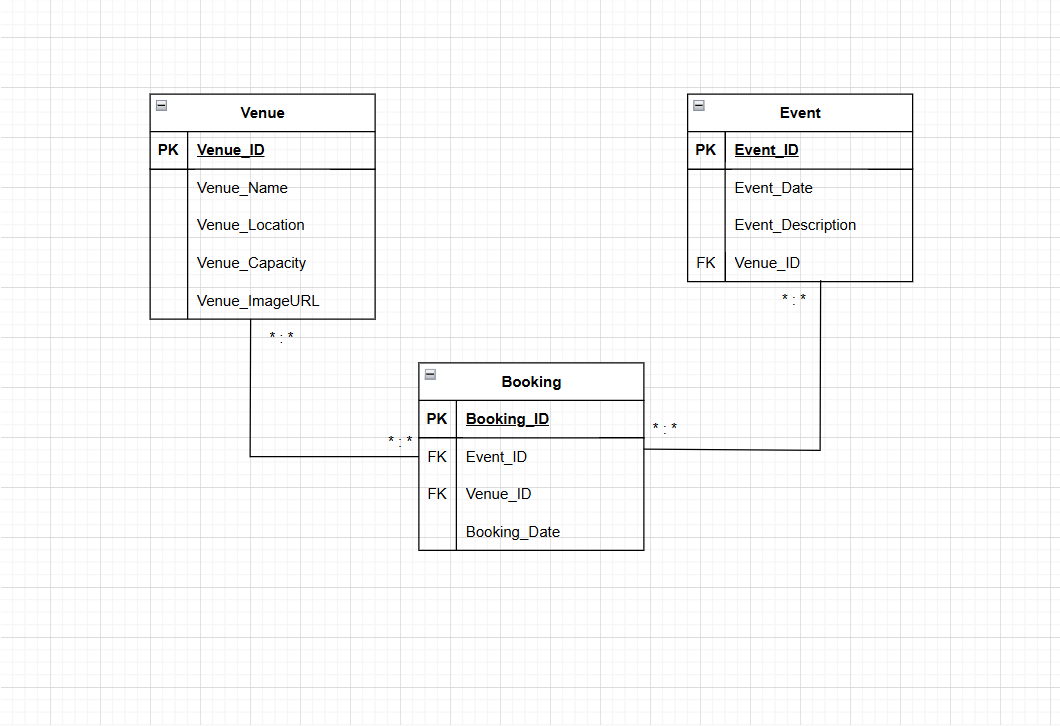 Venue
PK Venue_ID
Venue_Name
Venue_Location
Venue_Capacity
Venue_ImageURL
* : *
Event
PK Event_ID
Event_Date
Event_Description
FK Venue_ID
* : *
Booking
PK Booking_ID
FK Event_ID
FK Venue_ID
Booking_Date
* : *
* : *